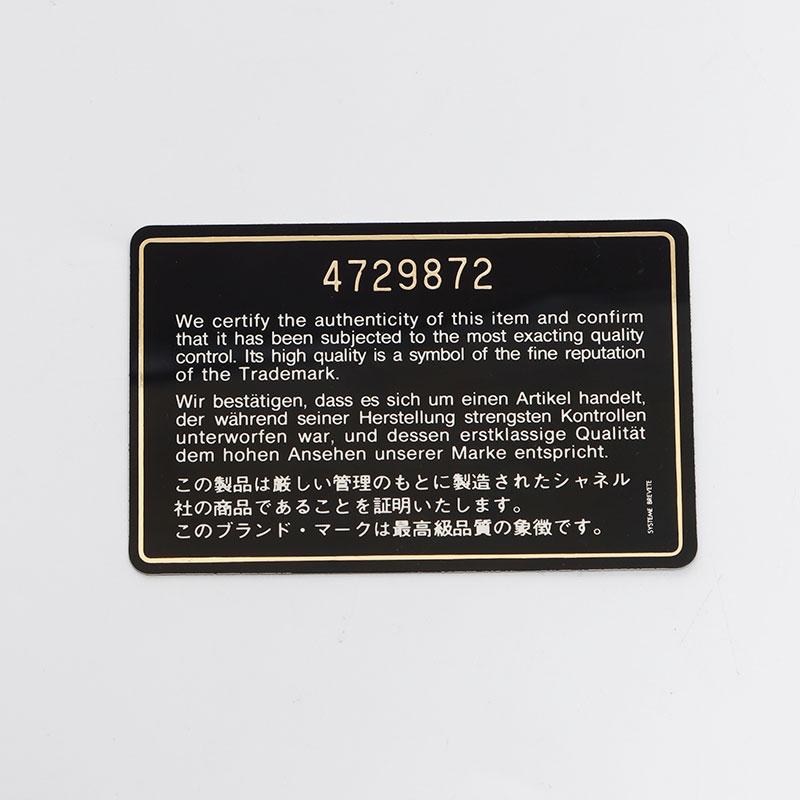 4729872
We certify the authenticity of this item and confirm
that it has been subjected to the most exacting quality
control. Its high quality is a symbol of the fine reputation
of the Trademark.
Wir bestätigen, dass es sich um einen Artikel handelt,
der während seiner Herstellung strengsten Kontrollen
unterworfen war, und dessen erstklassige Qualität
dem hohen Ansehen unserer Marke entspricht.
この製品は厳しい管理のもとに製造されたシャネル
社の商品であることを証明いたします。
このブランド・マークは最高級品質の象徴です。
SYSTEME BREVETE